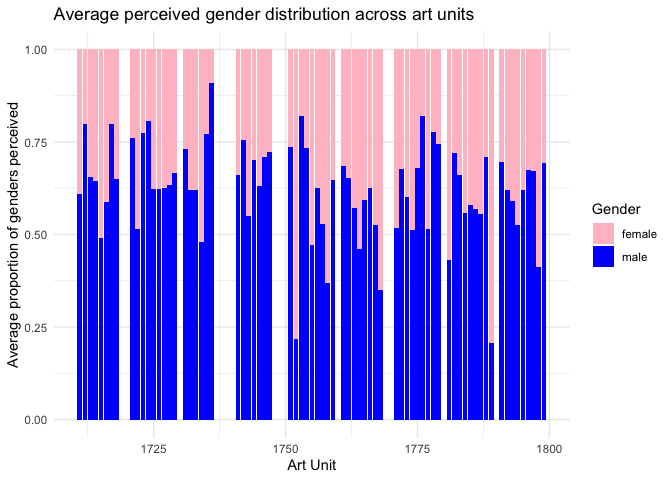 Average perceived gender distribution across art units
Average proportion of genders perceived
1.00
0.75
0.50
0.25
0.00
1725
1750
1775
1800
Art Unit
Gender
female
male